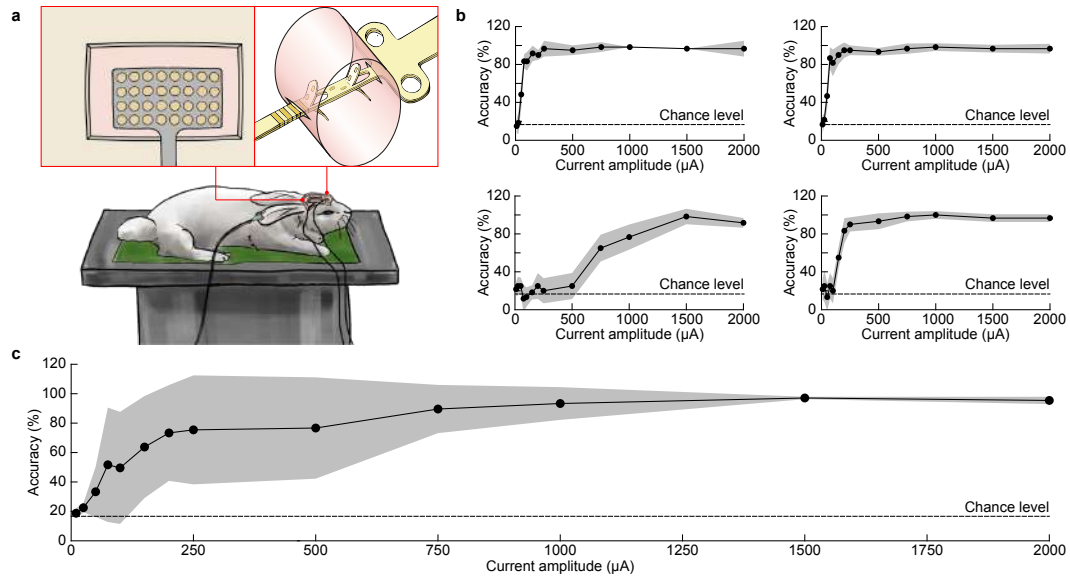 a
b
120
80
40
0
Accuracy (%)
Chance level
0 500 1000 1500 2000
Current amplitude (μA)
120
80
40
0
Accuracy (%)
Chance level
0 500 1000 1500 2000
Current amplitude (μA)
120
80
40
0
Accuracy (%)
Chance level
0 500 1000 1500 2000
Current amplitude (μA)
120
80
40
0
Accuracy (%)
Chance level
0 500 1000 1500 2000
Current amplitude (μA)
c
120
100
80
60
40
20
0
Accuracy (%)
Chance level
0 250 500 750 1000 1250 1500 1750 2000
Current amplitude (μA)